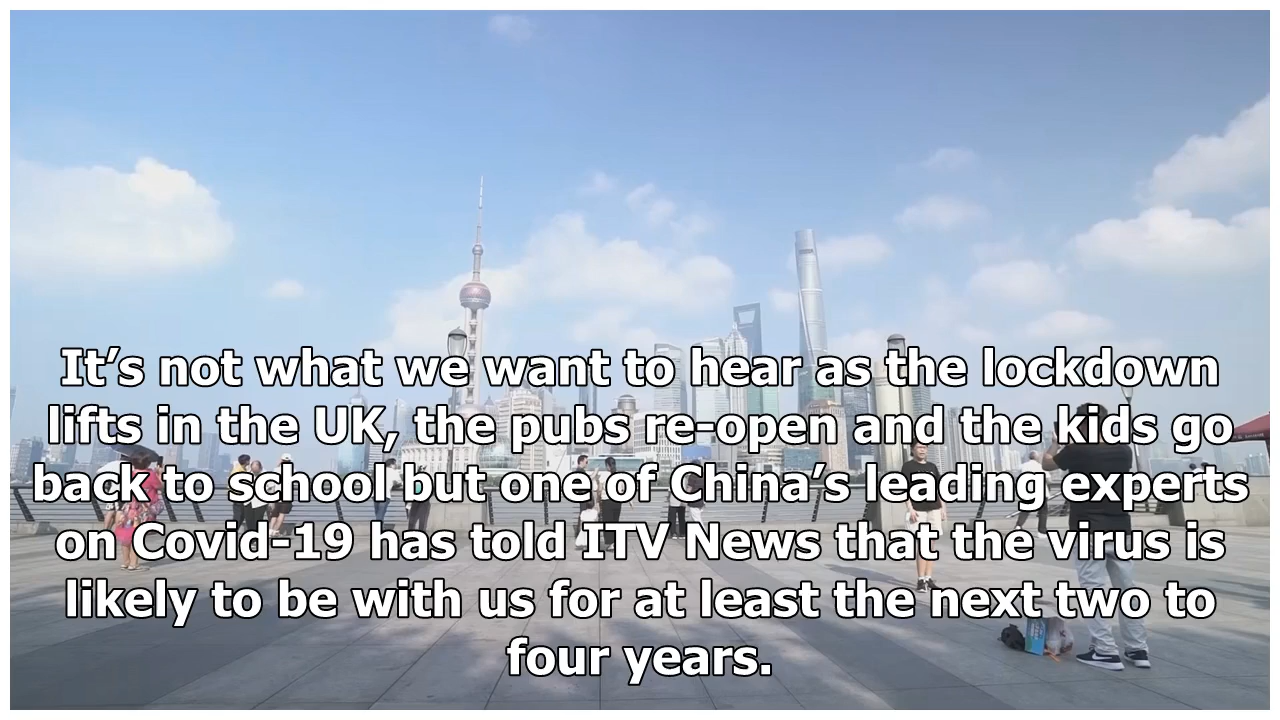 It’s not what we want to hear as the lockdown
lifts in the UK, the pubs re-open and the kids go
back to school but one of China’s leading experts
on Covid-19 has told ITV News that the virus is
likely to be with us for at least the next two to
four years.